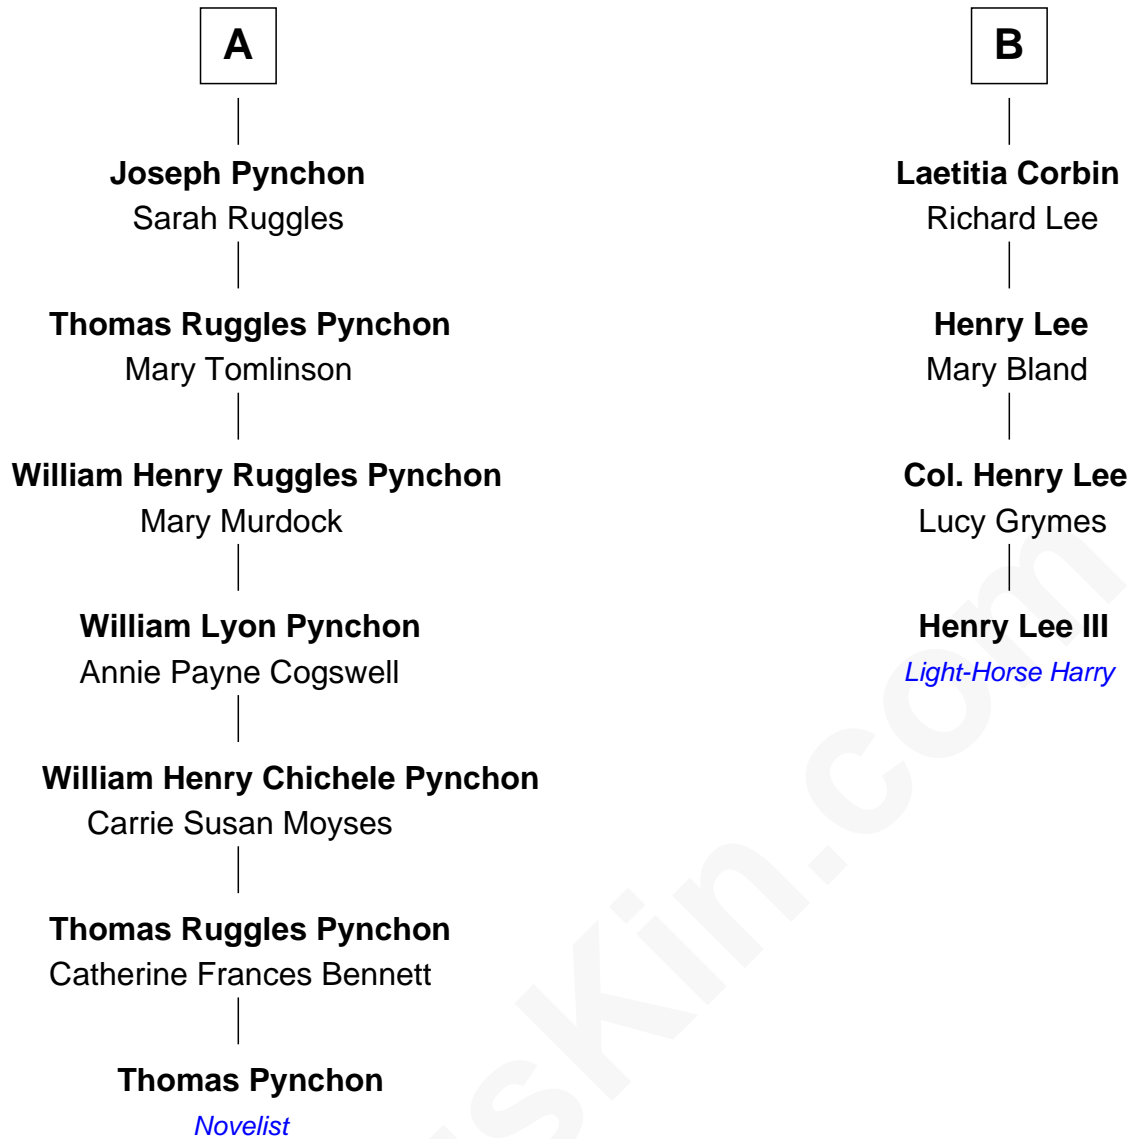 A
Joseph Pynchon
Sarah Ruggles
Thomas Ruggles Pynchon
Mary Tomlinson
William Henry Ruggles Pynchon
Mary Murdock
William Lyon Pynchon
Annie Payne Cogswell
William Henry Chichele Pynchon
Carrie Susan Moyses
Thomas Ruggles Pynchon
Catherine Frances Bennett
Thomas Pynchon
Novelist
B
Laetitia Corbin
Richard Lee
Henry Lee
Mary Bland
Col. Henry Lee
Lucy Grymes
Henry Lee III
Light-Horse Harry